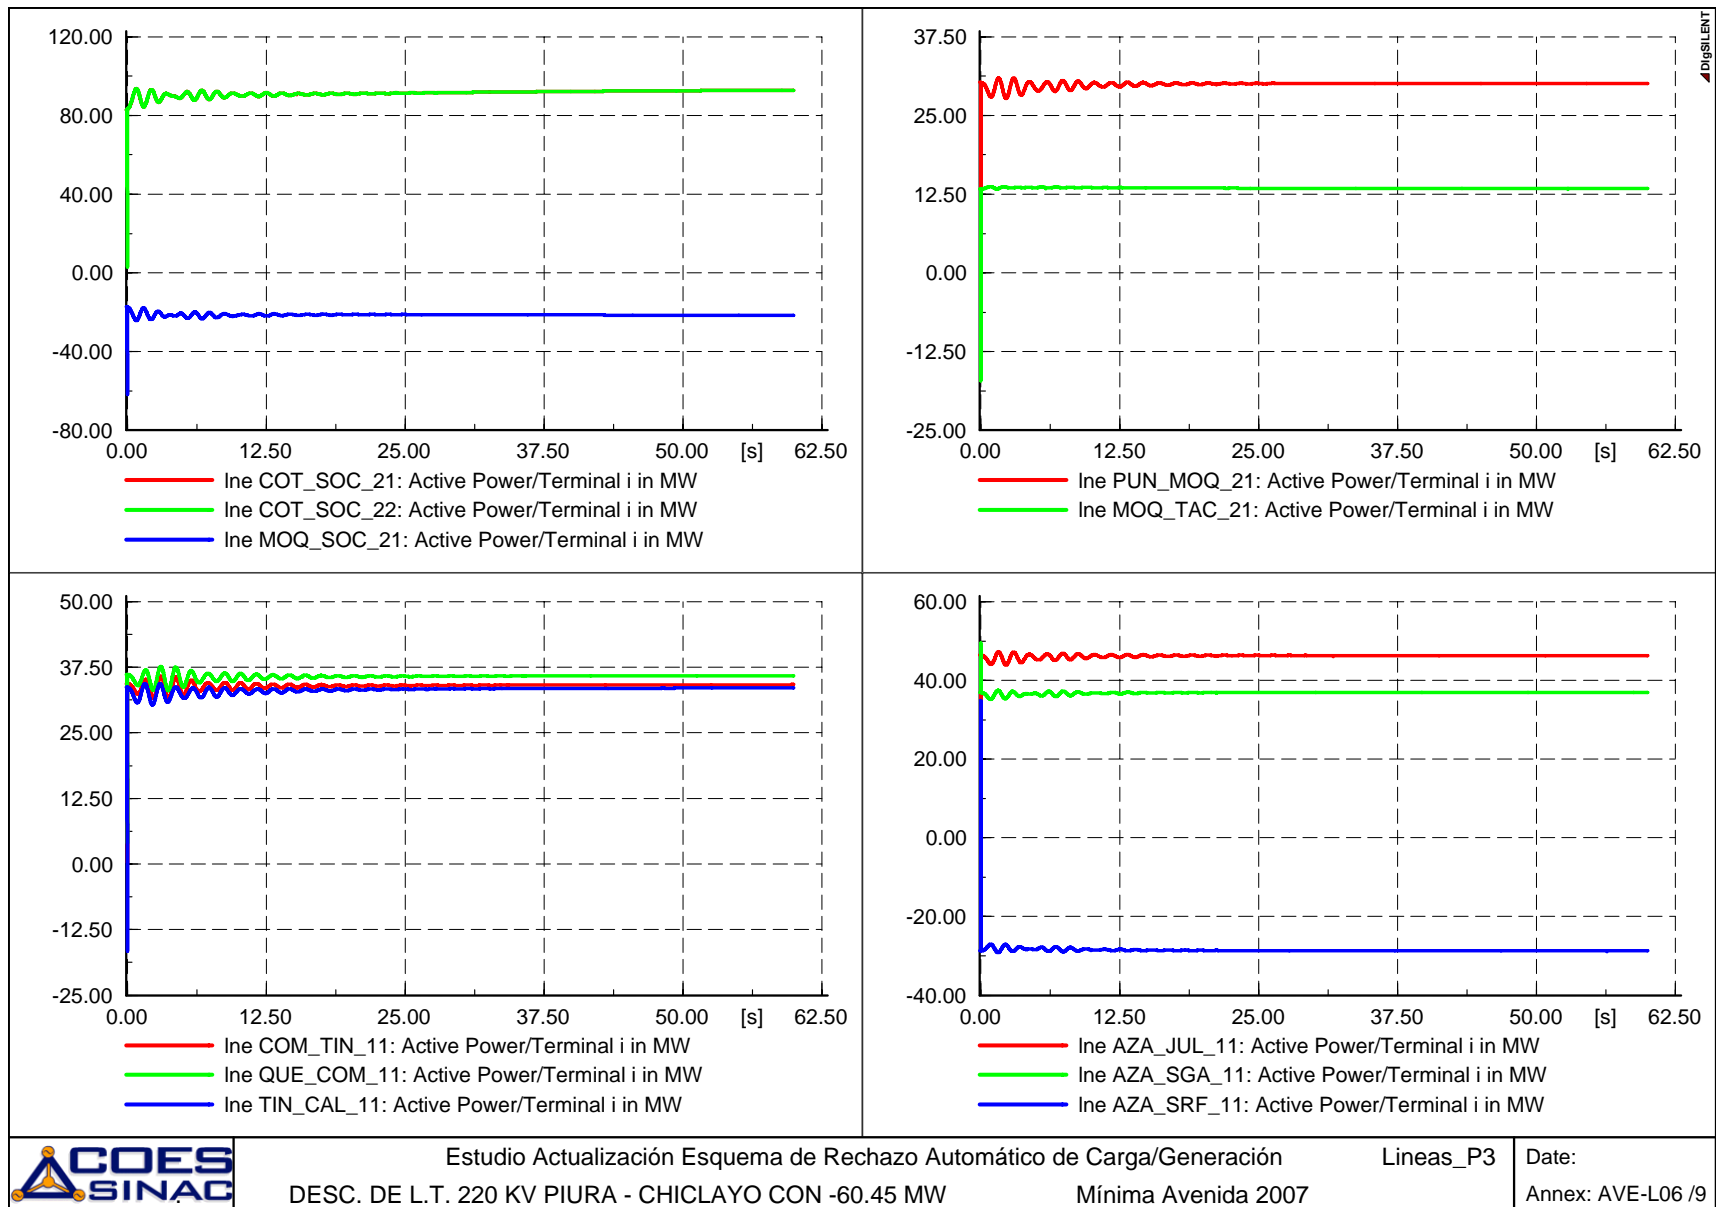 120.00
80.00
40.00
0.00
-40.00
-80.00
0.00 12.50 25.00 37.50 50.00 [s] 62.50
lne COT_SOC_21: Active Power/Terminal i in MW
lne COT_SOC_22: Active Power/Terminal i in MW
lne MOQ_SOC_21: Active Power/Terminal i in MW
37.50
25.00
12.50
0.00
-12.50
-25.00
0.00 12.50 25.00 37.50 50.00 [s] 62.50
lne PUN_MOQ_21: Active Power/Terminal i in MW
lne MOQ_TAC_21: Active Power/Terminal i in MW
DIgSILENT
50.00
37.50
25.00
12.50
0.00
-12.50
-25.00
0.00 12.50 25.00 37.50 50.00 [s] 62.50
lne COM_TIN_11: Active Power/Terminal i in MW
lne QUE_COM_11: Active Power/Terminal i in MW
lne TIN_CAL_11: Active Power/Terminal i in MW
60.00
40.00
20.00
0.00
-20.00
-40.00
0.00 12.50 25.00 37.50 50.00 [s] 62.50
lne AZA_JUL_11: Active Power/Terminal i in MW
lne AZA_SGA_11: Active Power/Terminal i in MW
lne AZA_SRF_11: Active Power/Terminal i in MW
COES
SINAC
Estudio Actualización Esquema de Rechazo Automático de Carga/Generación Lineas_P3
DESC. DE L.T. 220 KV PIURA - CHICLAYO CON -60.45 MW Mínima Avenida 2007
Date:
Annex: AVE-L06 /9